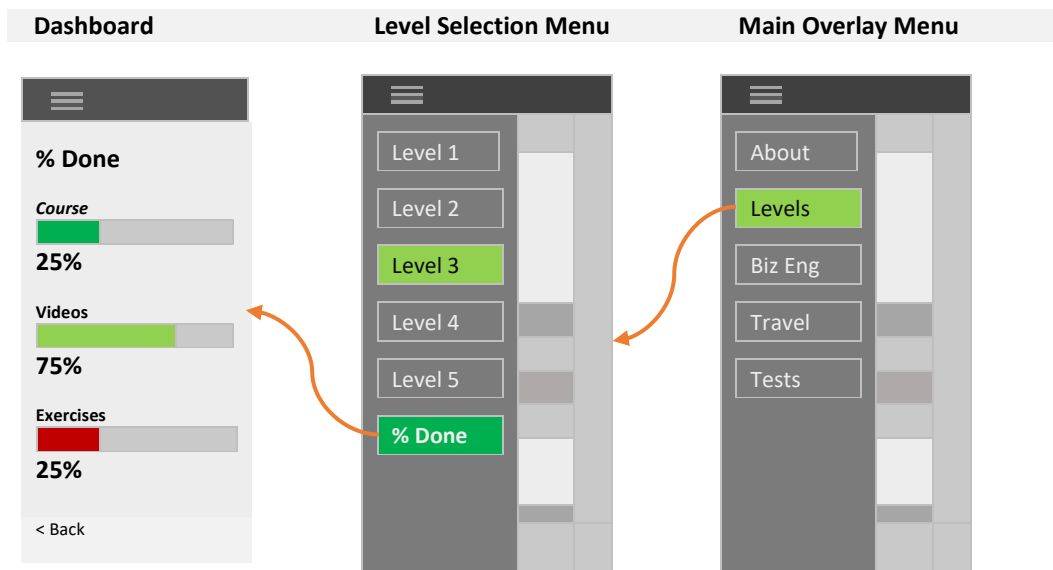 Dashboard
Level Selection Menu
Main Overlay Menu
% Done
Course
25%
Videos
75%
Exercises
25%
< Back
Level 1
Level 2
Level 3
Level 4
Level 5
% Done
About
Levels
Biz Eng
Travel
Tests